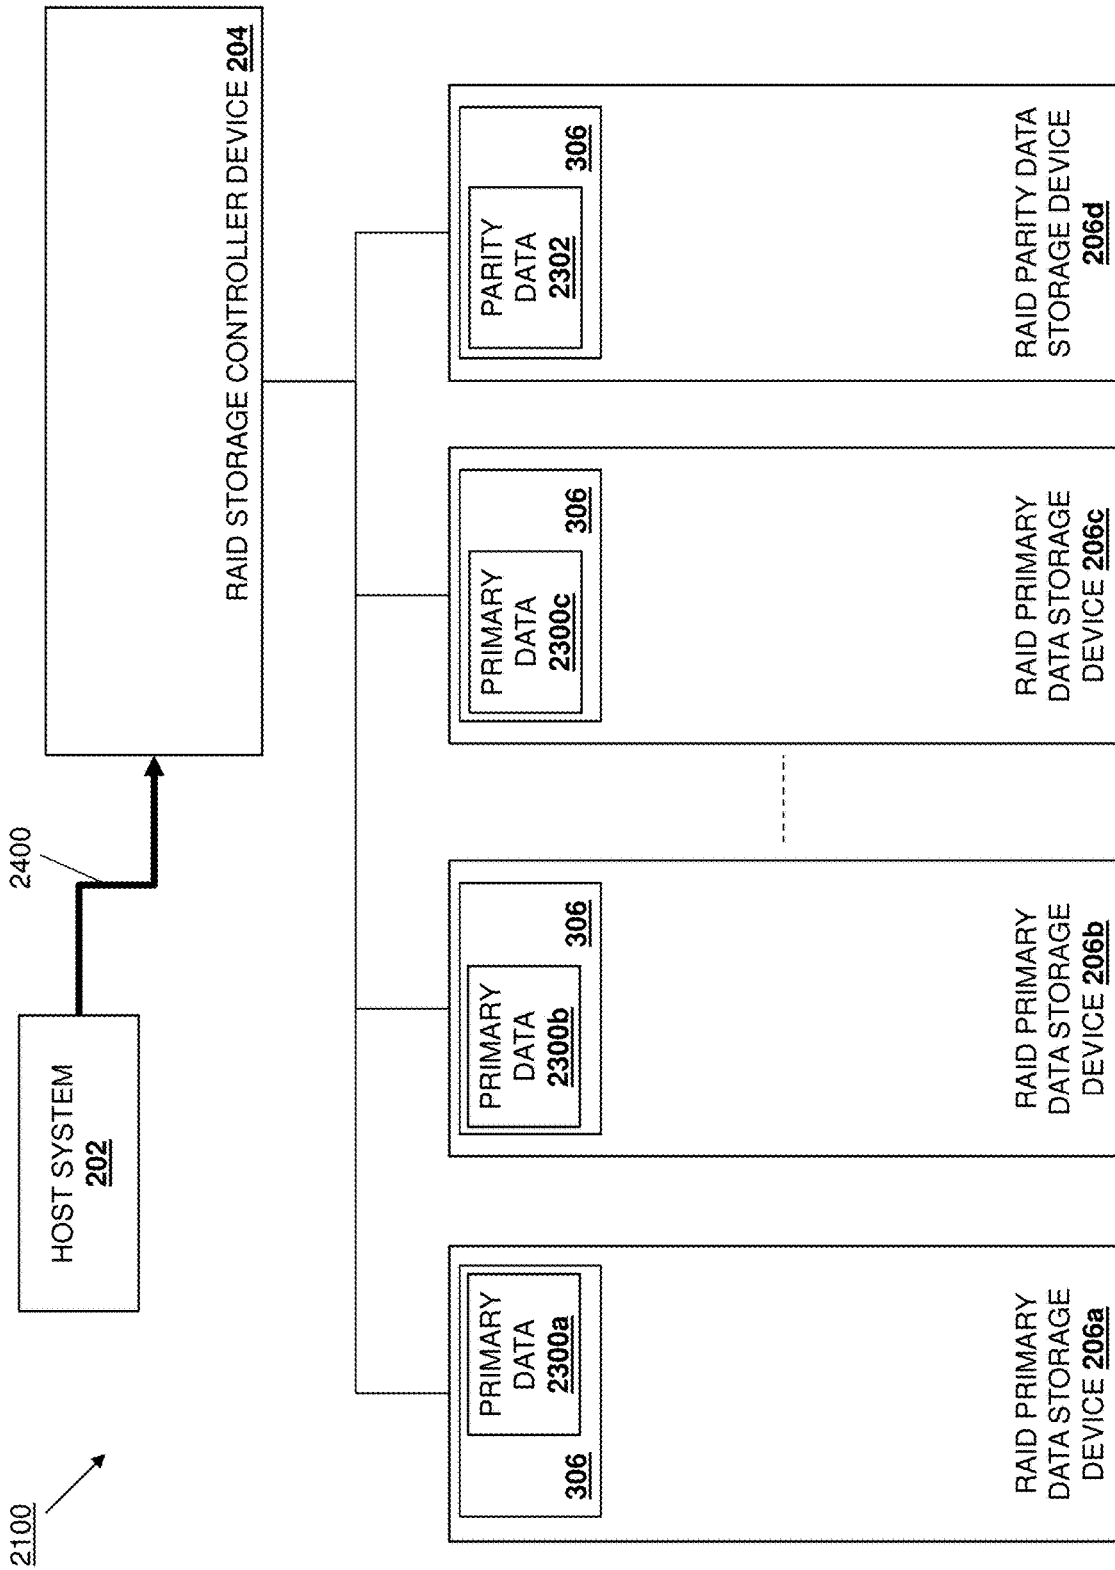 2100
HOST SYSTEM
202
2400
RAID STORAGE CONTROLLER DEVICE 204
306
PRIMARY
DATA
2300a
RAID PRIMARY
DATA STORAGE
DEVICE 206a
PRIMARY
DATA
2300b
306
RAID PRIMARY
DATA STORAGE
DEVICE 206b
PRIMARY
DATA
2300c
306
RAID PRIMARY
DATA STORAGE
DEVICE 206c
PARITY
DATA
2302
306
RAID PARITY DATA
STORAGE DEVICE
206d